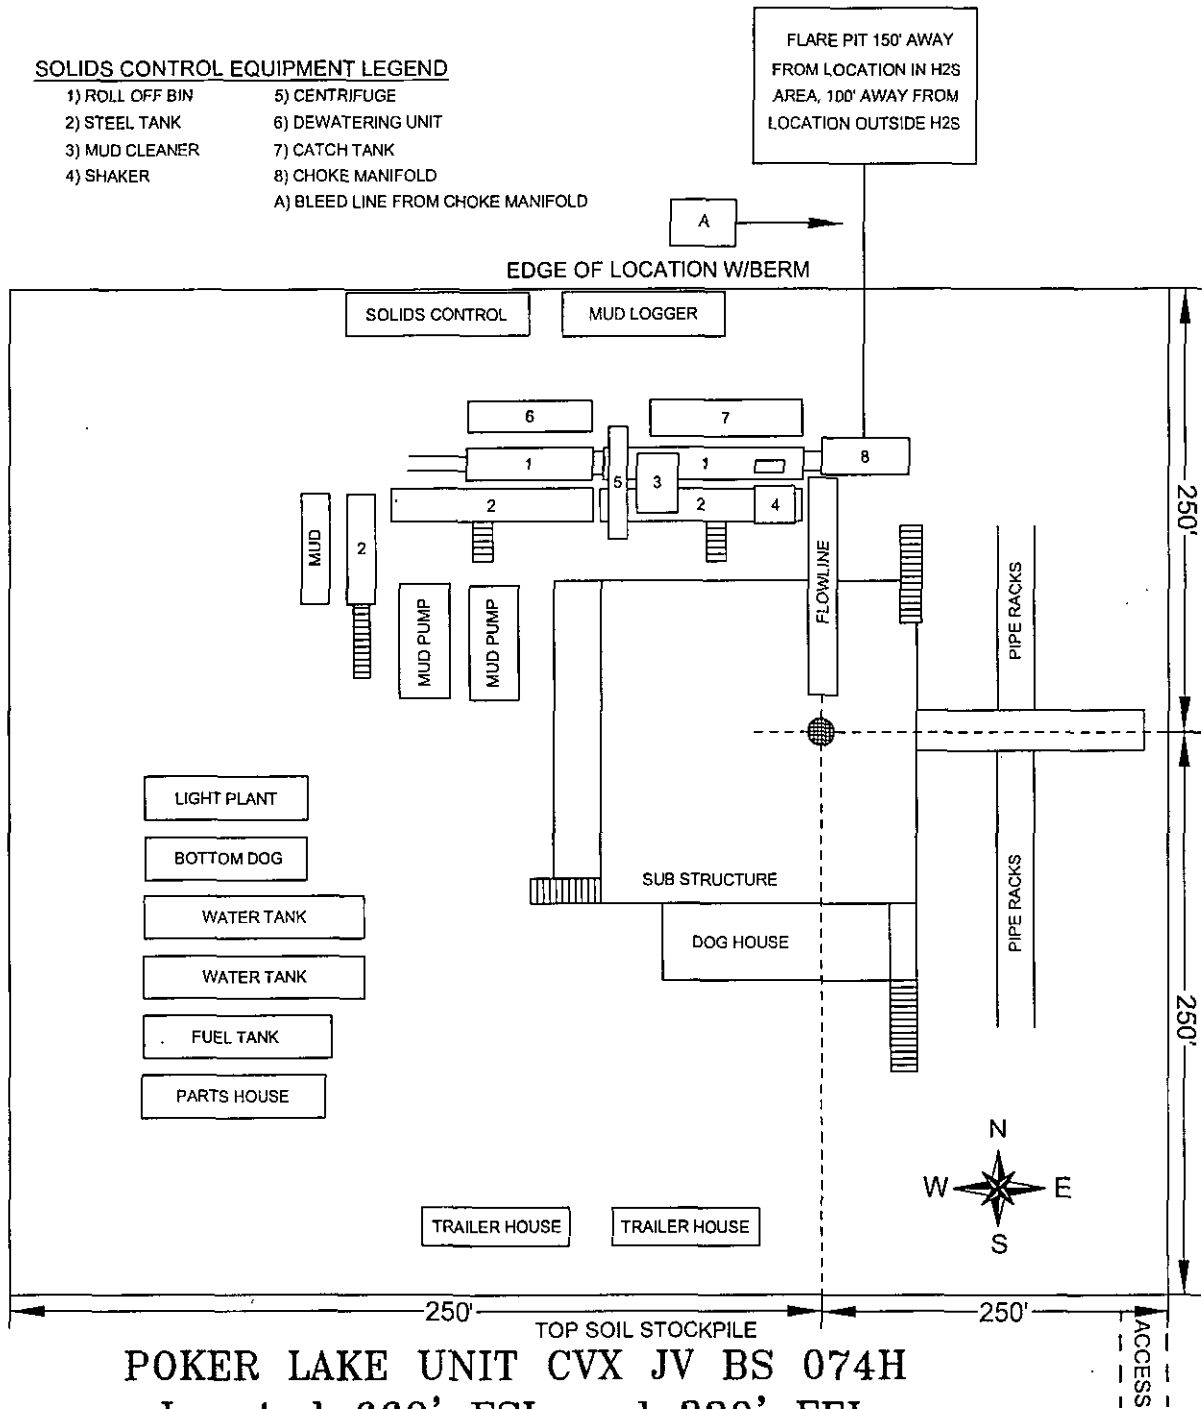 FLARE PIT 150' AWAY
FROM LOCATION IN H2S
AREA, 100' AWAY FROM
LOCATION OUTSIDE H2S
SOLIDS CONTROL EQUIPMENT LEGEND
1) ROLL OFF BIN
2) STEEL TANK
3) MUD CLEANER
4) SHAKER
5) CENTRIFUGE
6) DEWATERING UNIT
7) CATCH TANK
8) CHOKE MANIFOLD
A) BLEED LINE FROM CHOKE MANIFOLD
A
EDGE OF LOCATION W/BERM
SOLIDS CONTROL
MUD LOGGER
6
7
1
1
8
5
3
2
2
4
MUD
2
MUD PUMP
MUD PUMP
FLOWLINE
PIPE RACKS
250'
LIGHT PLANT
BOTTOM DOG
WATER TANK
WATER TANK
FUEL TANK
PARTS HOUSE
SUB STRUCTURE
DOG HOUSE
PIPE RACKS
250'
N
W E
S
TRAILER HOUSE
TRAILER HOUSE
250'
250'
TOP SOIL STOCKPILE
ACCESS
POKER LAKE UNIT CVX JV BS 074H